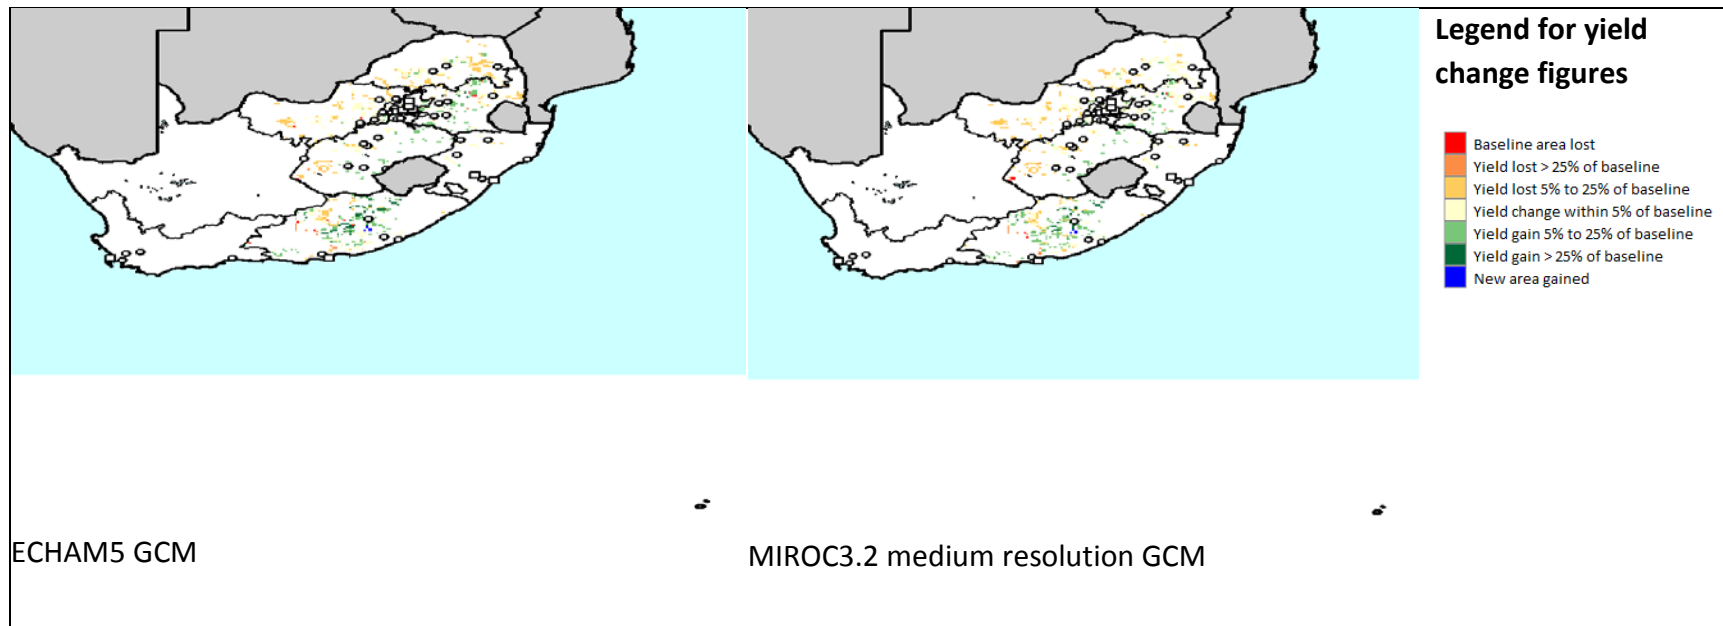 Legend for yield
change figures
Baseline area lost
Yield lost > 25% of baseline
Yield lost 5% to 25% of baseline
Yield change within 5% of baseline
Yield gain 5% to 25% of baseline
Yield gain > 25% of baseline
New area gained
ECHAM5 GCM
MIROC3.2 medium resolution GCM